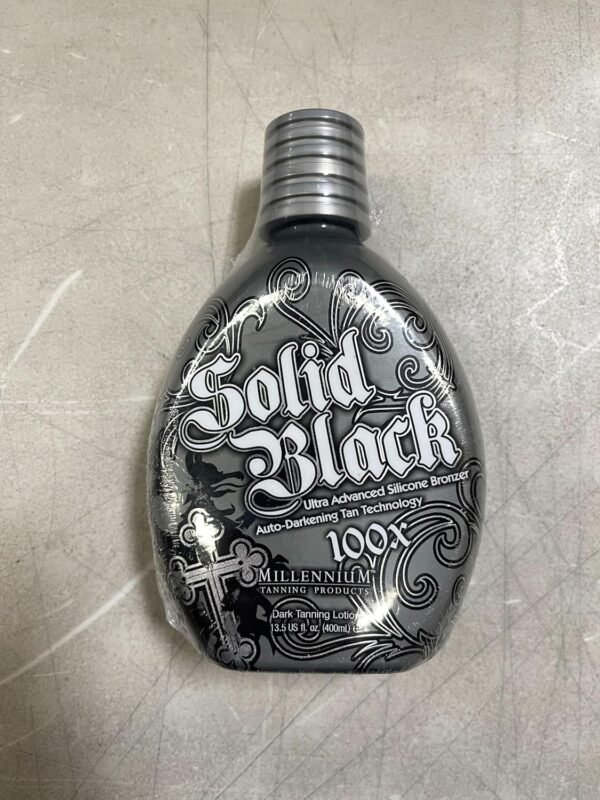 Solid
Black
Ultra Advanced Silicone Bronzer
Auto-Darkening Tan Technology
100x
MILLENNIUM
TANNING PRODUCTS
Dark Tanning Lotion
13.5 US fl. oz. (400mL) e